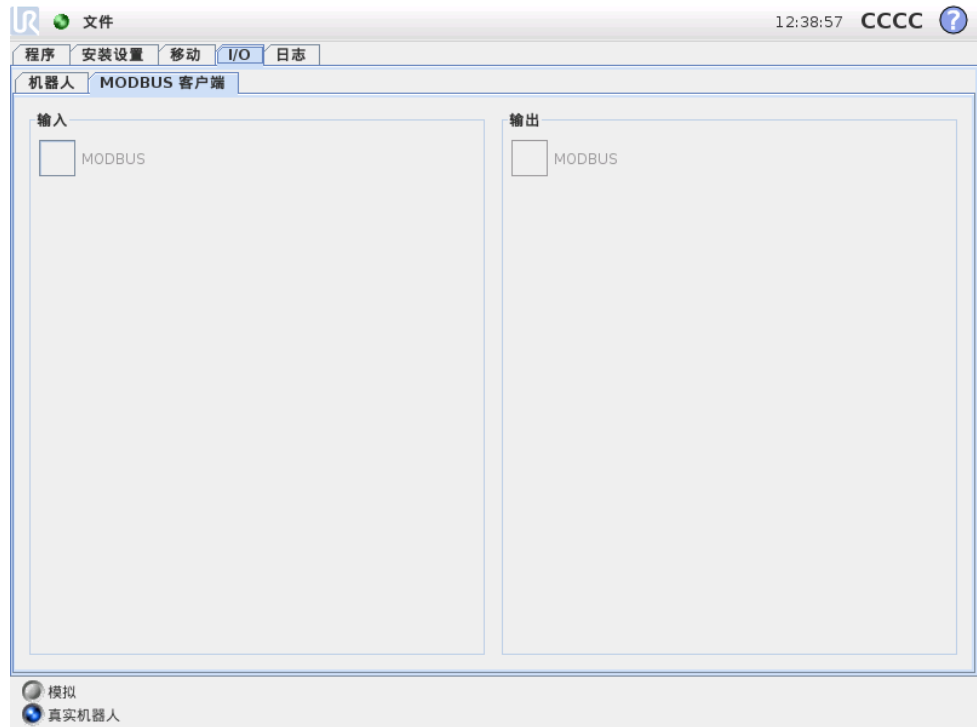 UR 文件 12:38:57 CCCC ?
程序 安装设置 移动 I/O 日志
机器人 MODBUS 客户端
输入 输出
MODBUS MODBUS
模拟
真实机器人